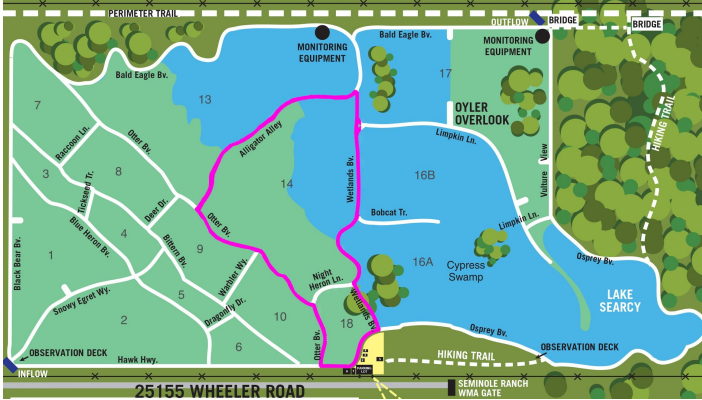 PERIMETER TRAIL
OUTFLOW
BRIDGE
BRIDGE
MONITORING
EQUIPMENT
Bald Eagle Bv.
MONITORING
EQUIPMENT
Bald Eagle Bv.
17
13
7
OYLER
OVERLOOK
HIKING TRAIL
Raccoon Ln.
Otter Bv.
Alligator Alley
Limpkin Ln.
3
8
Tickseed Tr.
14
Wetlands Bv.
16B
Vulture View
Deer Dr.
Otter Bv.
Bobcat Tr.
Limpkin Ln.
Blue Heron Bv.
4
Bittern Bv.
9
Black Bear Bv.
1
16A
Cypress
Swamp
Osprey Bv.
Snowy Egret Wy.
5
Warbler Wy.
Night
Heron Ln.
Wetlands Bv.
LAKE
SEARCY
2
Dragonfly Dr.
10
18
6
Otter Bv.
Osprey Bv.
OBSERVATION DECK
Hawk Hwy.
HIKING TRAIL
OBSERVATION DECK
INFLOW
PARKING
LOT
25155 WHEELER ROAD
SEMINOLE RANCH
WMA GATE